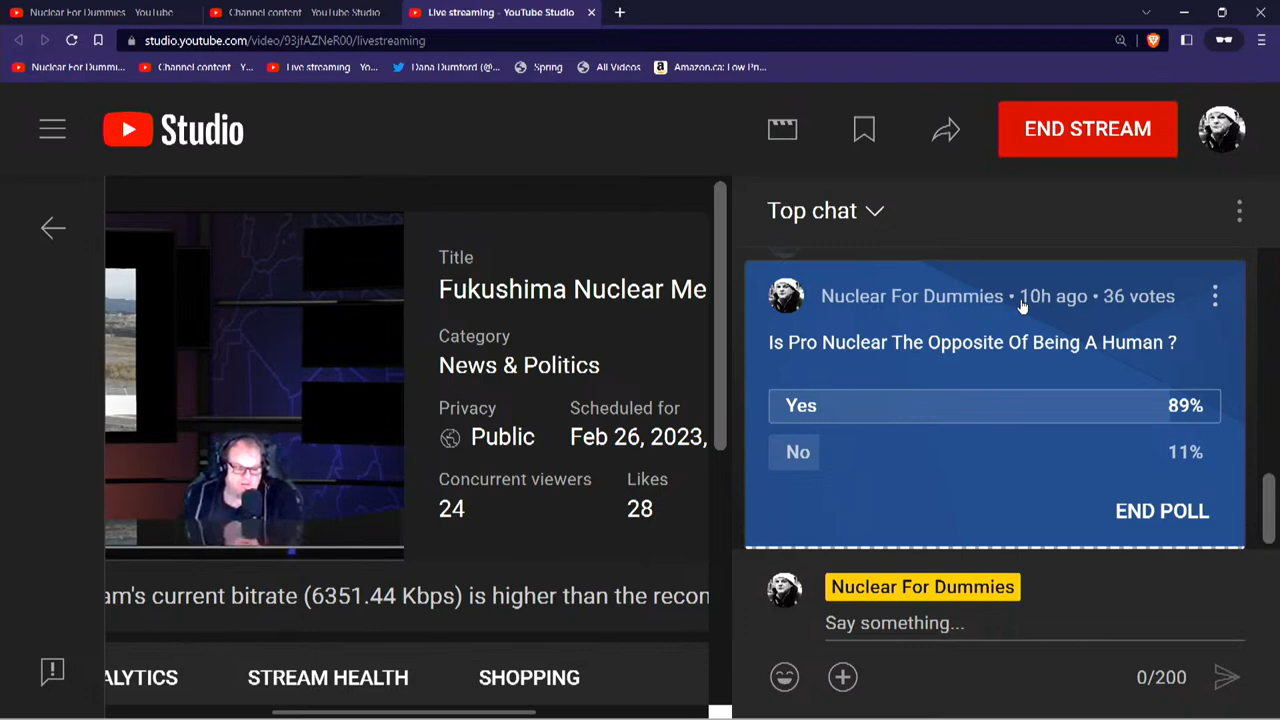 Nuclear For Dummies - YouTube
Channel content - YouTube Studio
Live streaming - YouTube Studio
studio.youtube.com/video/93jfAZNeR00/livestreaming
Nuclear For Dummi...
Channel content - Y...
Live streaming - Yo...
Dana Durnford (@...
Spring
All Videos
Amazon.ca: Low Pri...
Studio
END STREAM
Title
Fukushima Nuclear Me
Category
News & Politics
Privacy
Scheduled for
Public
Feb 26, 2023,
Concurrent viewers
Likes
24
28
am's current bitrate (6351.44 Kbps) is higher than the recon
ALYTICS
STREAM HEALTH
SHOPPING
Top chat
Nuclear For Dummies • 10h ago • 36 votes
Is Pro Nuclear The Opposite Of Being A Human ?
Yes 89%
No 11%
END POLL
Nuclear For Dummies
Say something...
0/200